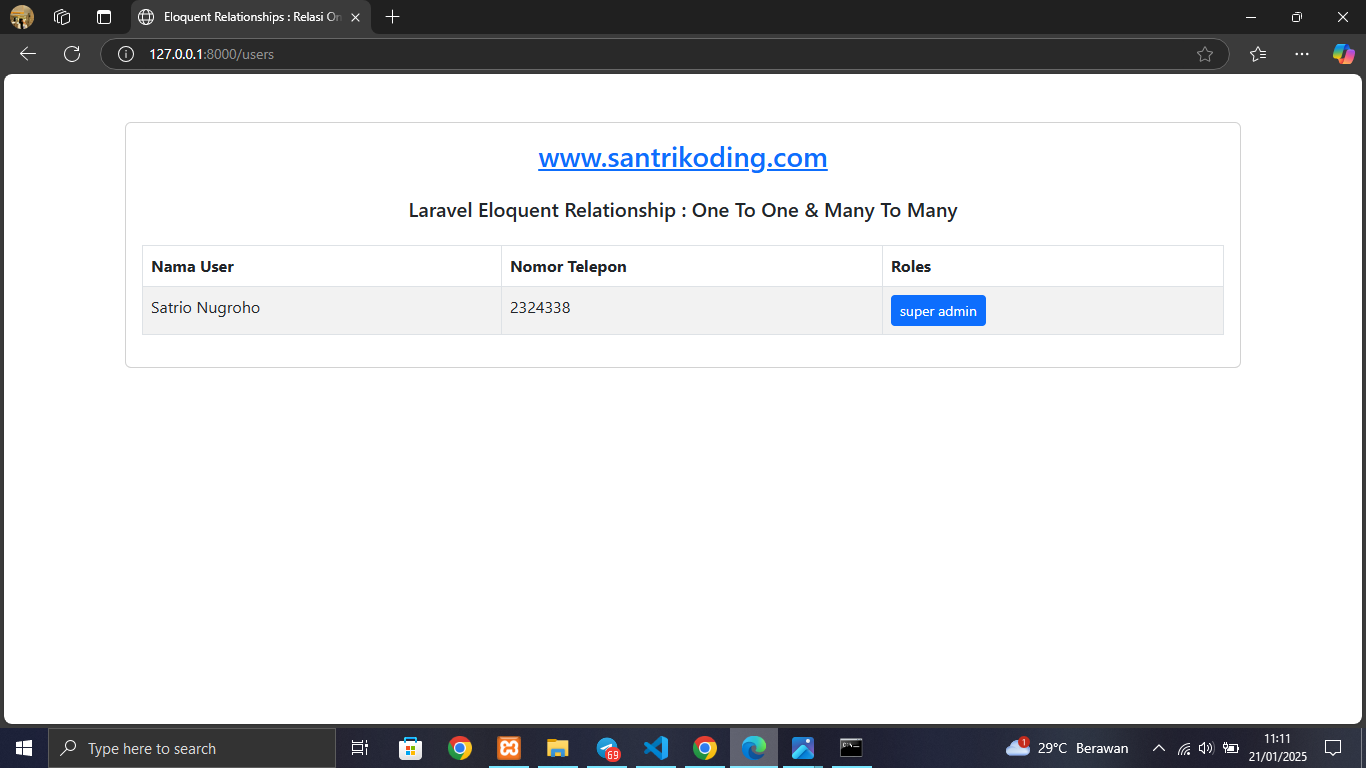 Eloquent Relationships : Relasi On
127.0.0.1:8000/users
www.santrikoding.com
Laravel Eloquent Relationship : One To One & Many To Many
Nama User Nomor Telepon Roles
Satrio Nugroho 2324338 super admin
Type here to search
69
1
29°C Berawan
11:11
21/01/2025